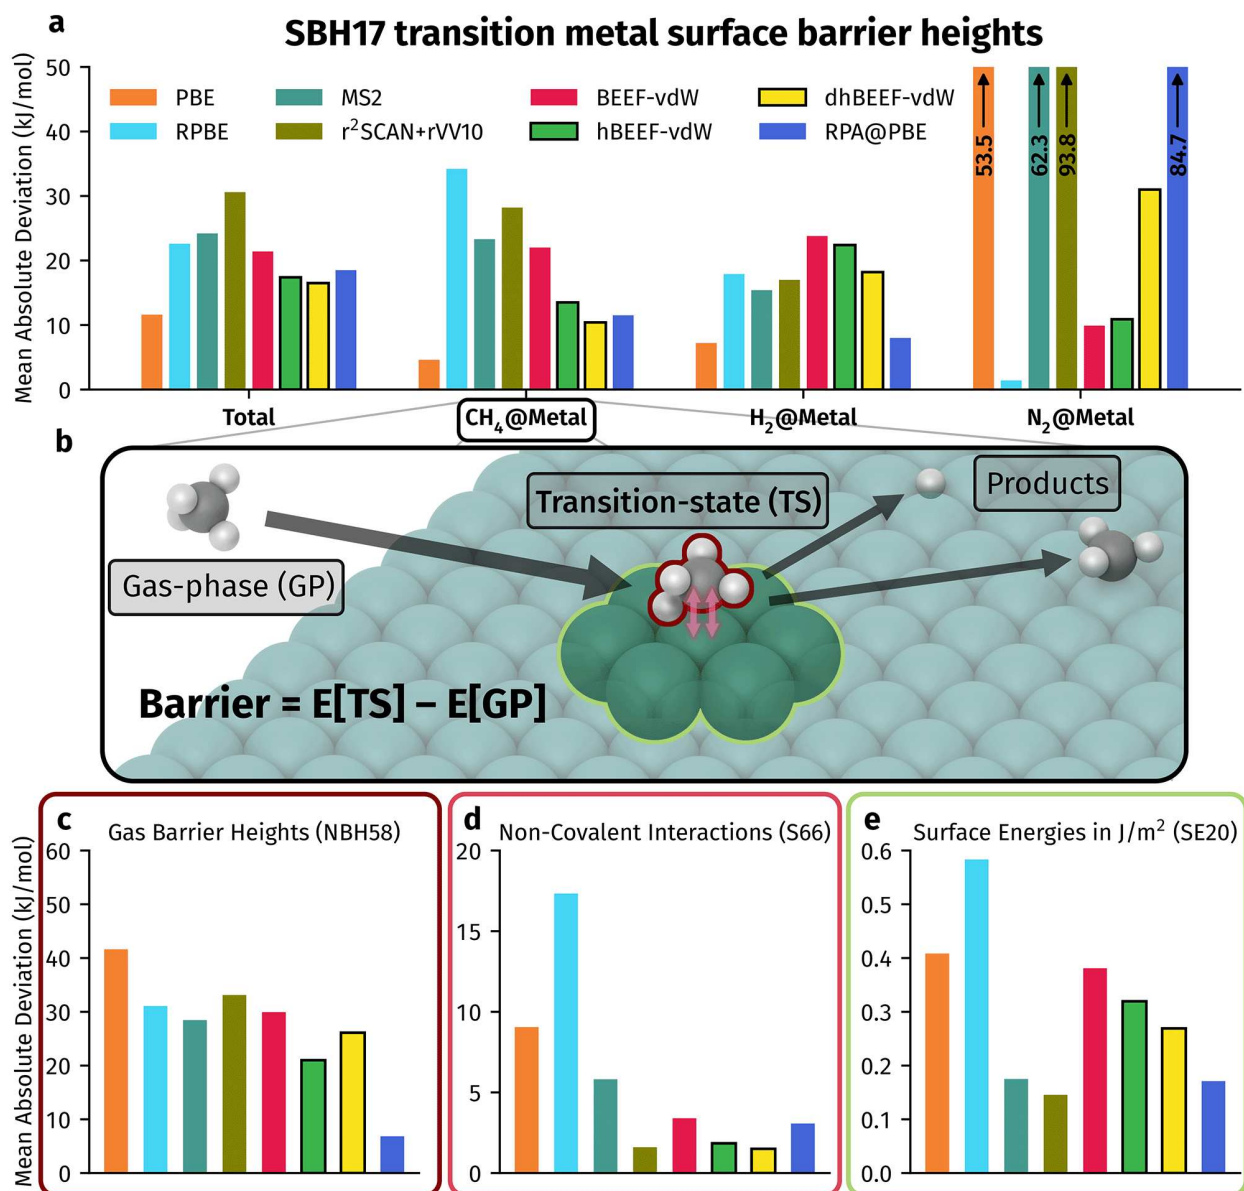 a
SBH17 transition metal surface barrier heights
Mean Absolute Deviation (kJ/mol)
50
40
30
20
10
0
PBE
RPBE
MS2
r²SCAN+rVV10
BEEF-vdW
hBEEF-vdW
dhBEEF-vdW
RPA@PBE
53.5
62.3
93.8
84.7
Total
CH₄@Metal
H₂@Metal
N₂@Metal
b
Gas-phase (GP)
Transition-state (TS)
Products
Barrier = E[TS] – E[GP]
c
Gas Barrier Heights (NBH58)
Mean Absolute Deviation (kJ/mol)
60
50
40
30
20
10
0
d
Non-Covalent Interactions (S66)
20
15
10
5
0
e
Surface Energies in J/m² (SE20)
0.6
0.5
0.4
0.3
0.2
0.1
0.0